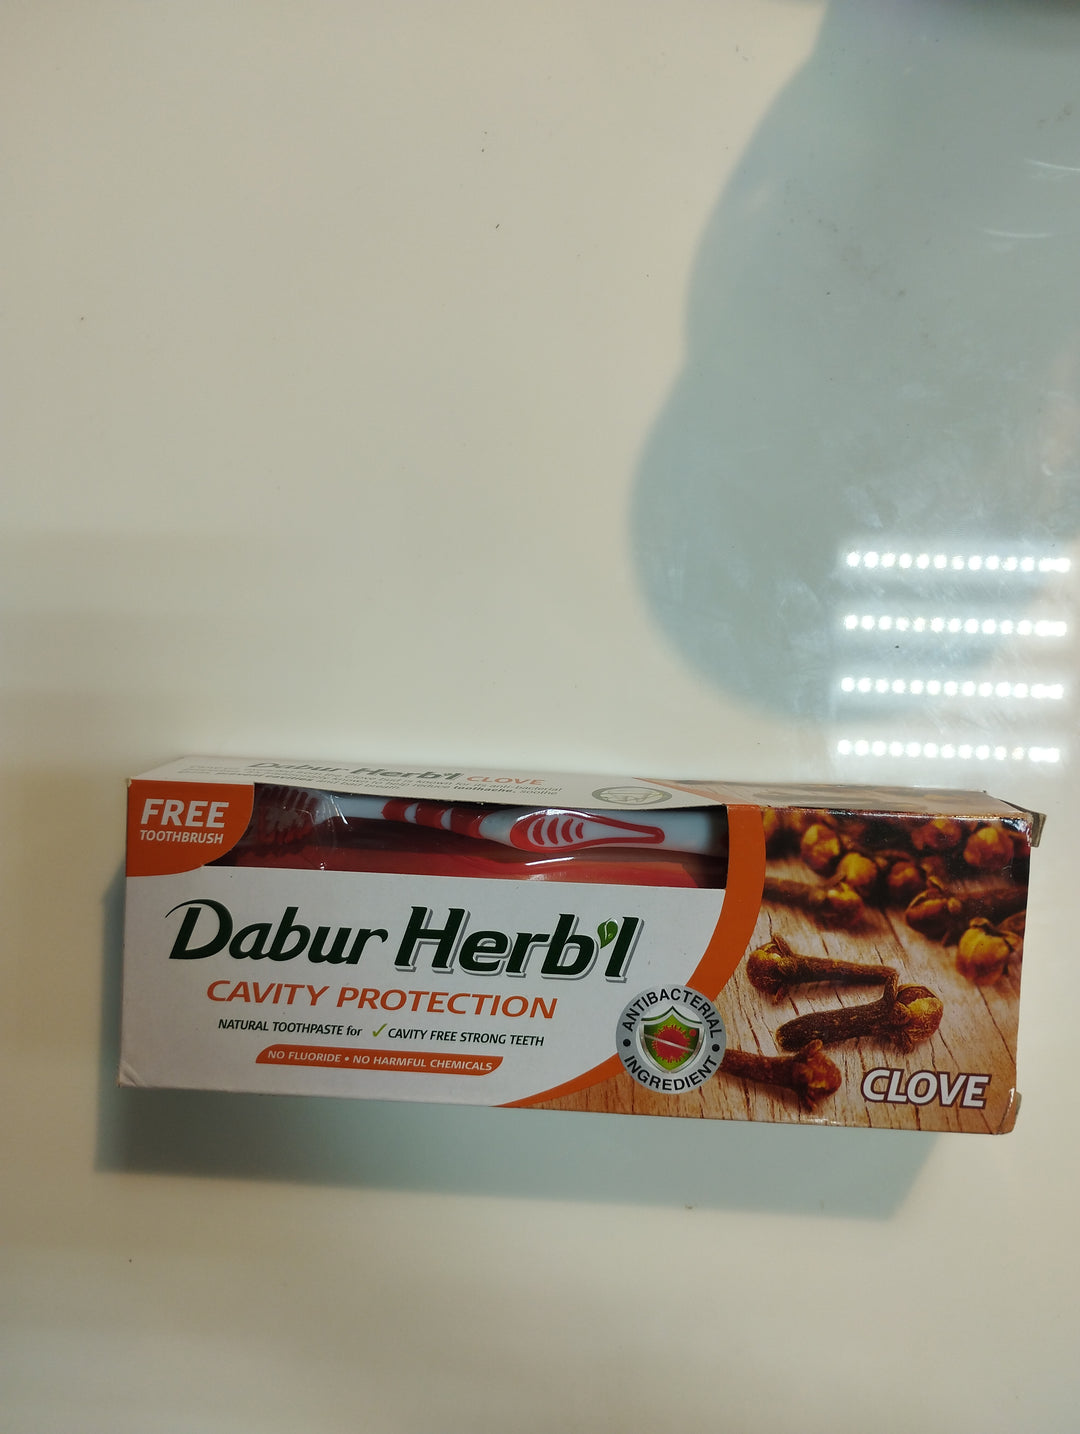 Dabur Herb'l CLOVE
FREE
TOOTHBRUSH
Dabur Herb'l
CAVITY PROTECTION
NATURAL TOOTHPASTE for ✓ CAVITY FREE STRONG TEETH
NO FLUORIDE • NO HARMFUL CHEMICALS
ANTIBACTERIAL
INGREDIENT
CLOVE